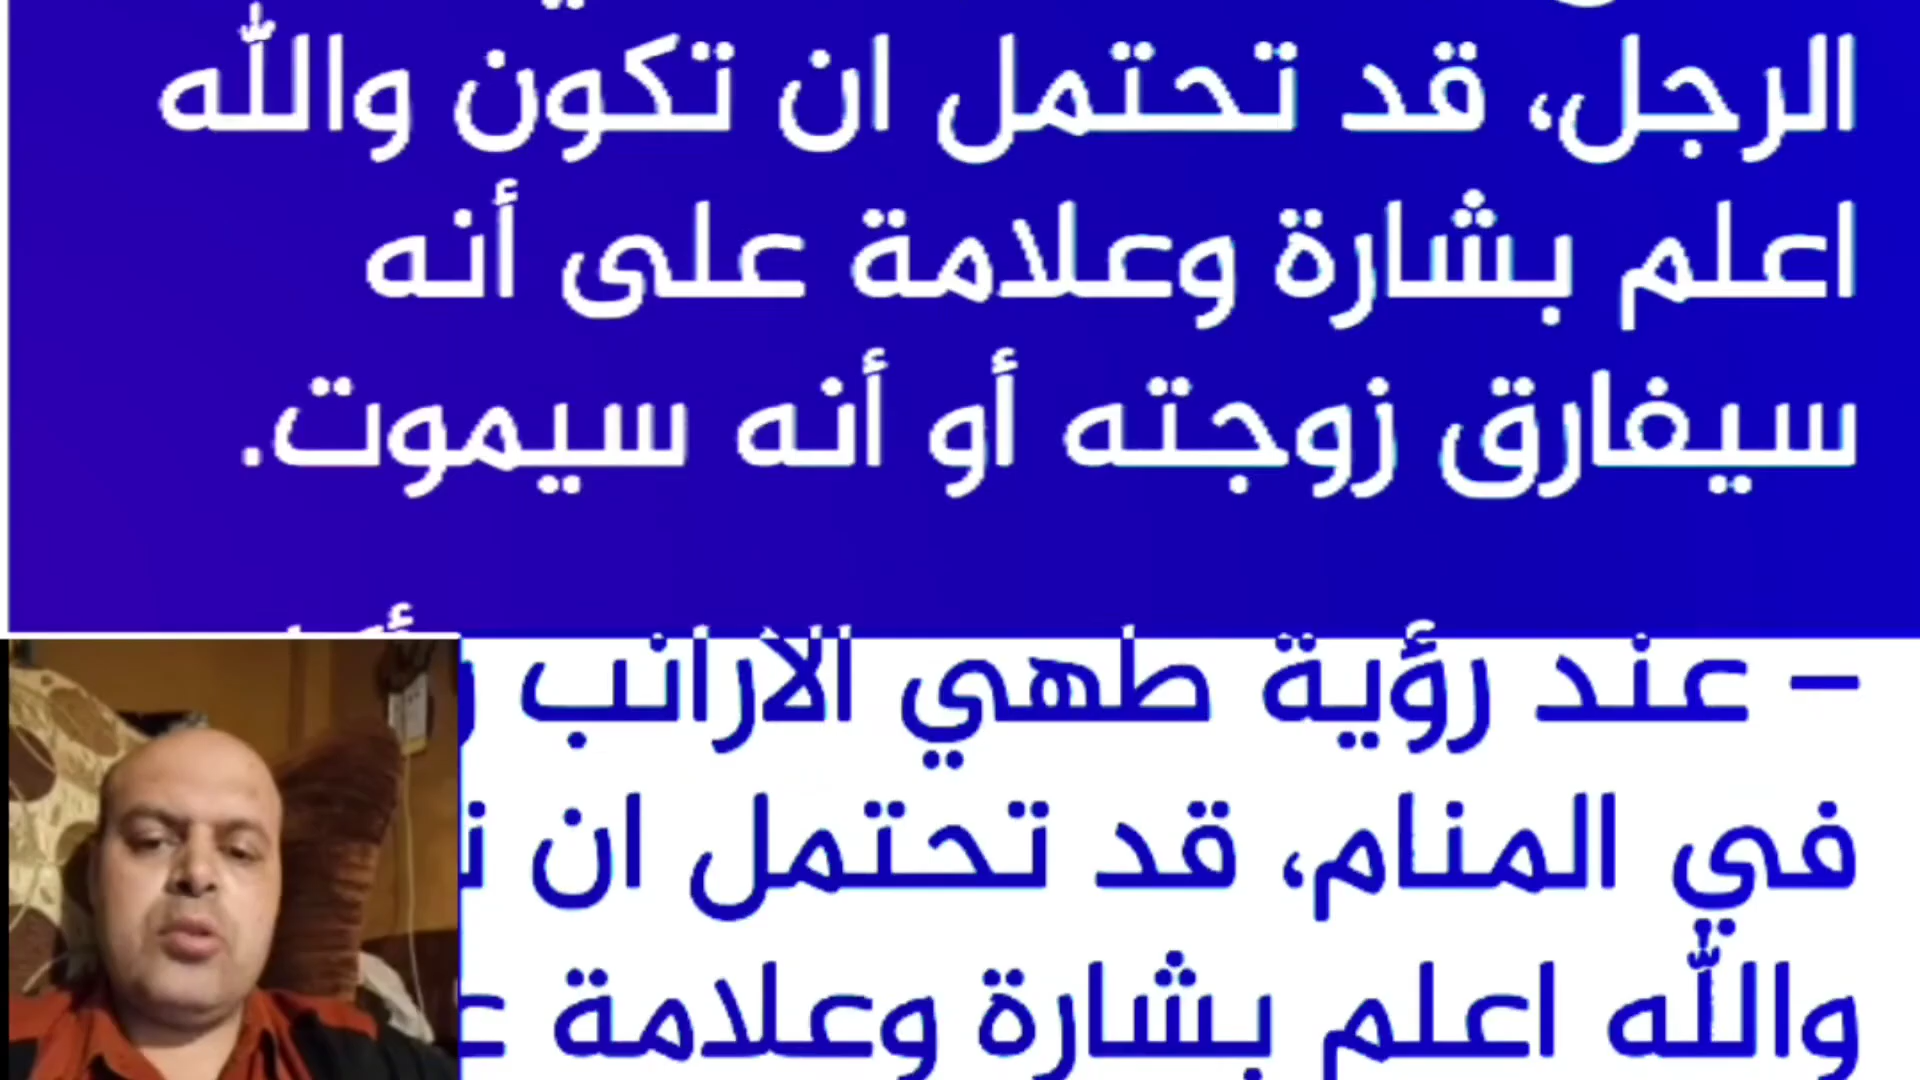 الرجل، قد تحتمل ان تكون والله
اعلم بشارة وعلامة على أنه
سيفارق زوجته أو أنه سيموت.
– عند رؤية طهي الارانب
في المنام، قد تحتمل ان
والله اعلم بشارة وعلامة